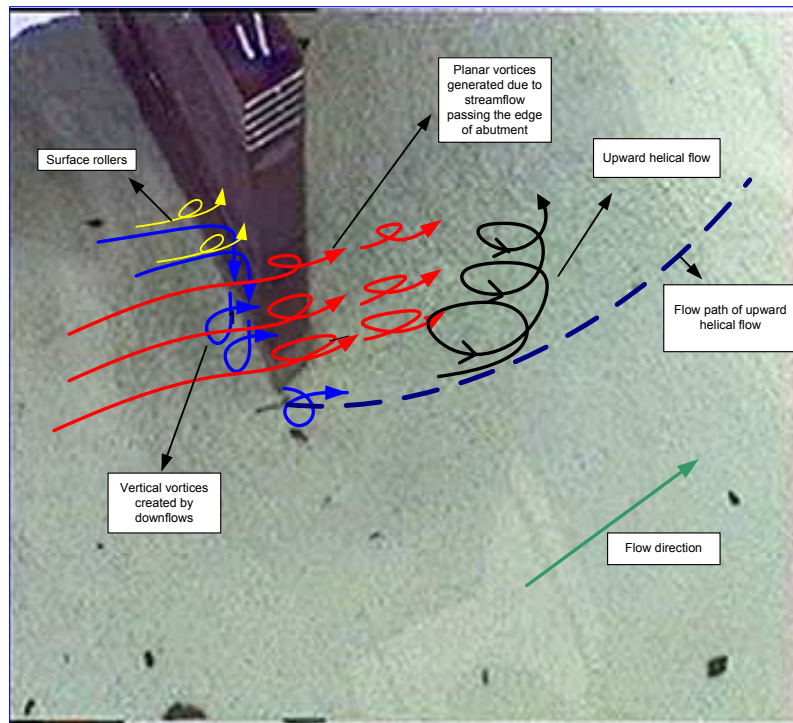 Planar vortices
generated due to
streamflow
passing the edge
of abutment
Surface rollers
Upward helical flow
Flow path of upward
helical flow
Vertical vortices
created by
downflows
Flow direction